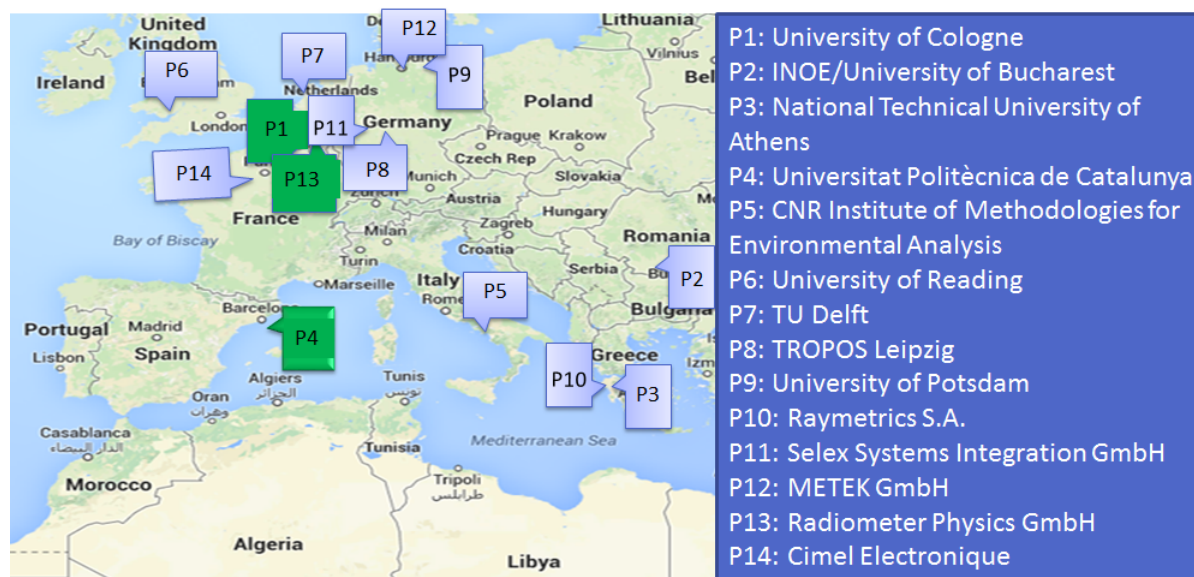 United
Kingdom
Ireland
P6
London
P7
Netherlands
P12
P9
Lithuania
Vilnius
Poland
P1
P11
Germany
P8
P13
P14
Prague
Krakow
Czech Rep
Slovakia
Munich
Zurich
Austria
France
Hungary
Bay of Biscay
Milan
Zagreb
Croatia
Turin
Romania
Serbia
P2
Marseille
Italy
P5
Bulgaria
Barcelona
P4
Portugal
Madrid
Spain
Lisbon
Greece
P10
P3
Algiers
الجزائر
Tunis
تونس
Oran
وهران
Casablanca
الدار البيضاء
Tunisia
Mediterranean Sea
Morocco
Tripoli
طرابلس
Algeria
Libya
P1: University of Cologne
P2: INOE/University of Bucharest
P3: National Technical University of
Athens
P4: Universitat Politècnica de Catalunya
P5: CNR Institute of Methodologies for
Environmental Analysis
P6: University of Reading
P7: TU Delft
P8: TROPOS Leipzig
P9: University of Potsdam
P10: Raymetrics S.A.
P11: Selex Systems Integration GmbH
P12: METEK GmbH
P13: Radiometer Physics GmbH
P14: Cimel Electronique